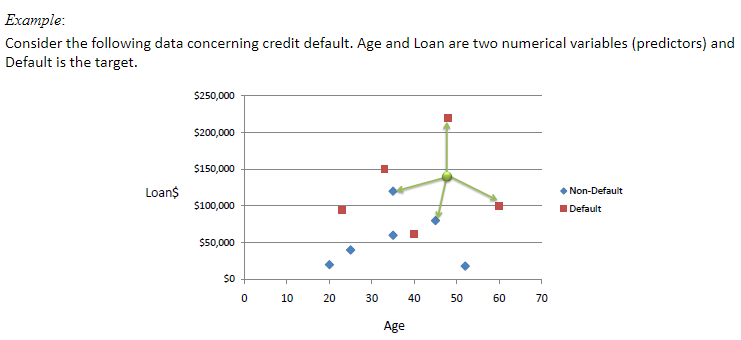 Example:
Consider the following data concerning credit default. Age and Loan are two numerical variables (predictors) and
Default is the target.
$250,000
$200,000
$150,000
Loan$
$100,000
$50,000
$0
0 10 20 30 40 50 60 70
Age
Non-Default
Default